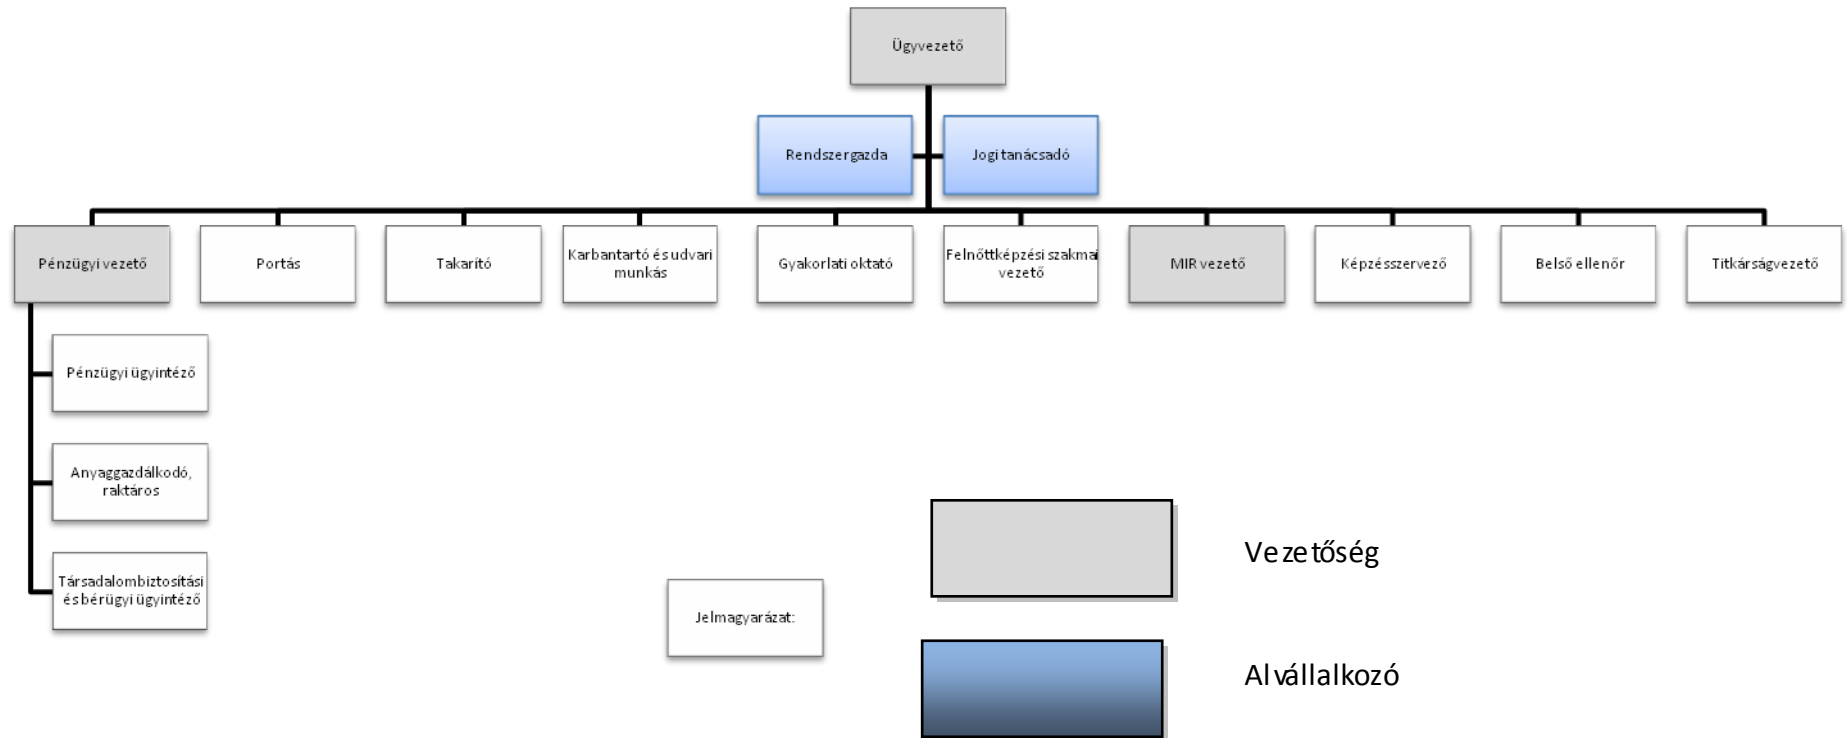 Ügyvezető
Rendszergazda
Jogi tanácsadó
Pénzügyi vezető
Portás
Takarító
Karbantartó és udvari
munkás
Gyakorlati oktató
Felnőttképzési szakmai
vezető
MIR vezető
Képzésszervező
Belső ellenőr
Titkárságvezető
Pénzügyi ügyintéző
Anyaggazdálkodó,
raktáros
Társadalombiztosítási
és bérügyi ügyintéző
Jelmagyarázat:
Vezetőség
Alvállalkozó